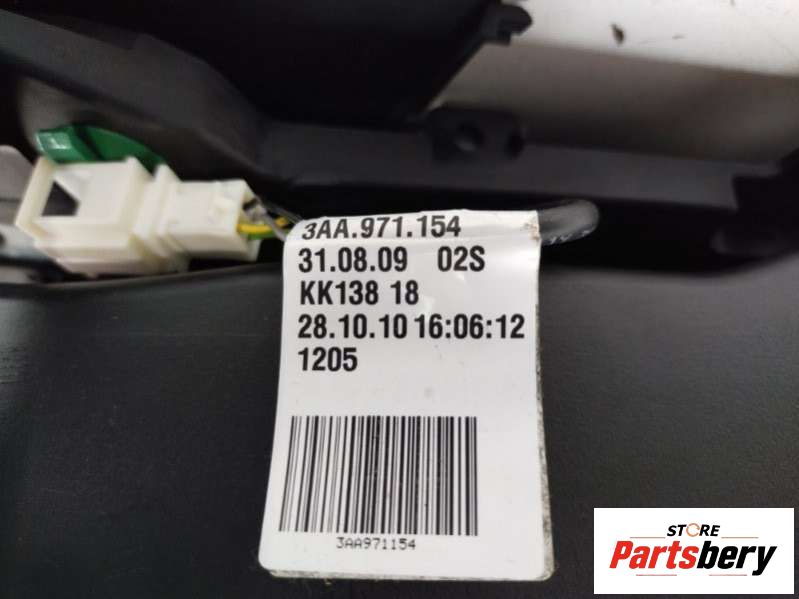 3AA.971.154
31.08.09 02S
KK138 18
28.10.10 16:06:12
1205
3AA971154
STORE
Partsbery